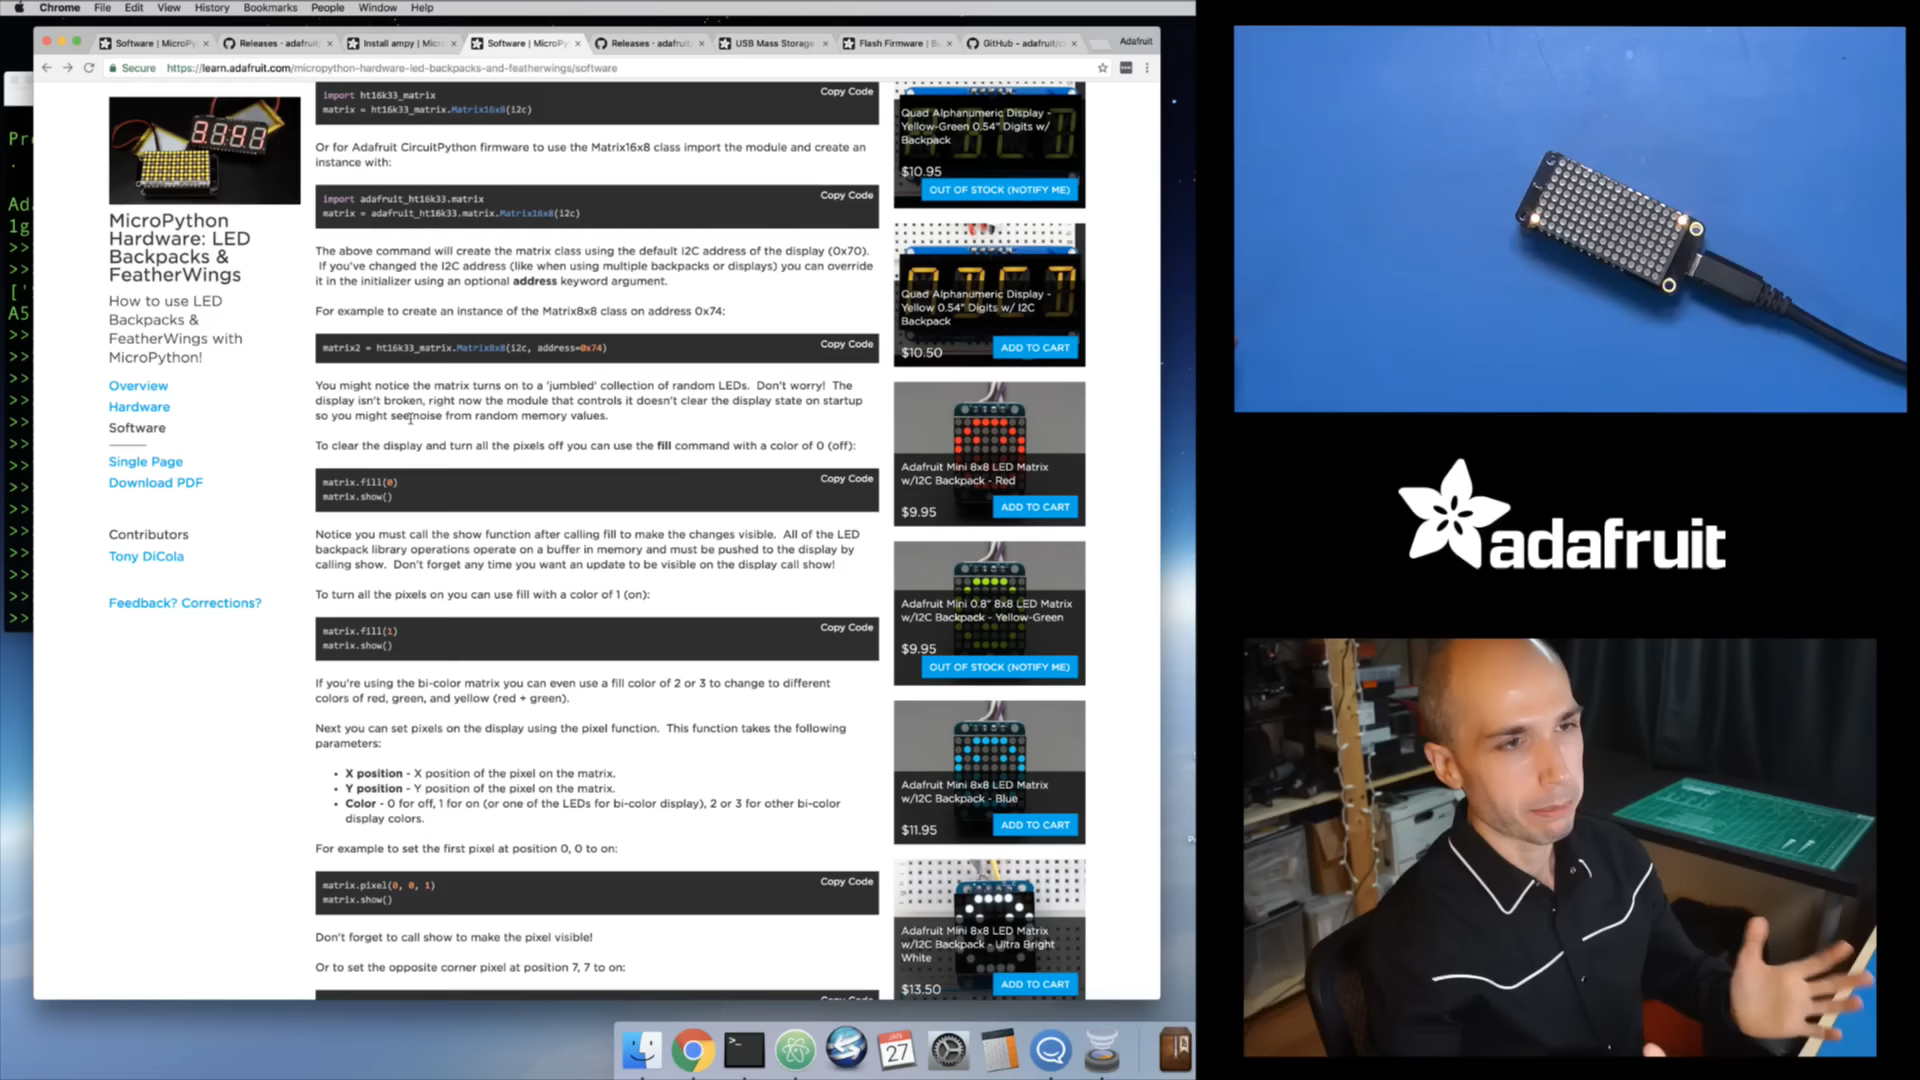 Chrome File Edit View History Bookmarks People Window Help
Software | MicroPy
Releases · adafruit/
Install ampy | Micro
Software | MicroPy
Releases · adafruit
USB Mass Storage
Flash Firmware | B
GitHub - adafruit/c
Adafruit
Secure https://learn.adafruit.com/micropython-hardware-led-backpacks-and-featherwings/software
MicroPython
Hardware: LED
Backpacks &
FeatherWings
How to use LED
Backpacks &
FeatherWings with
MicroPython!
Overview
Hardware
Software
Single Page
Download PDF
Contributors
Tony DiCola
Feedback? Corrections?
import ht16k33_matrix
matrix = ht16k33_matrix.Matrix16x8(i2c)
Copy Code
Or for Adafruit CircuitPython firmware to use the Matrix16x8 class import the module and create an
instance with:
import adafruit_ht16k33.matrix
matrix = adafruit_ht16k33.matrix.Matrix16x8(i2c)
Copy Code
The above command will create the matrix class using the default I2C address of the display (0x70).
If you've changed the I2C address (like when using multiple backpacks or displays) you can override
it in the initializer using an optional address keyword argument.
For example to create an instance of the Matrix8x8 class on address 0x74:
matrix2 = ht16k33_matrix.Matrix8x8(i2c, address=0x74)
Copy Code
You might notice the matrix turns on to a 'jumbled' collection of random LEDs. Don't worry! The
display isn't broken, right now the module that controls it doesn't clear the display state on startup
so you might see noise from random memory values.
To clear the display and turn all the pixels off you can use the fill command with a color of 0 (off):
matrix.fill(0)
matrix.show()
Copy Code
Notice you must call the show function after calling fill to make the changes visible. All of the LED
backpack library operations operate on a buffer in memory and must be pushed to the display by
calling show. Don't forget any time you want an update to be visible on the display call show!
To turn all the pixels on you can use fill with a color of 1 (on):
matrix.fill(1)
matrix.show()
Copy Code
If you're using the bi-color matrix you can even use a fill color of 2 or 3 to change to different
colors of red, green, and yellow (red + green).
Next you can set pixels on the display using the pixel function. This function takes the following
parameters:
• X position - X position of the pixel on the matrix.
• Y position - Y position of the pixel on the matrix.
• Color - 0 for off, 1 for on (or one of the LEDs for bi-color display), 2 or 3 for other bi-color
display colors.
For example to set the first pixel at position 0, 0 to on:
matrix.pixel(0, 0, 1)
matrix.show()
Copy Code
Don't forget to call show to make the pixel visible!
Or to set the opposite corner pixel at position 7, 7 to on:
Quad Alphanumeric Display -
Yellow-Green 0.54" Digits w/
Backpack
$10.95
OUT OF STOCK (NOTIFY ME)
Quad Alphanumeric Display -
Yellow 0.54" Digits w/ I2C
Backpack
$10.50
ADD TO CART
Adafruit Mini 8x8 LED Matrix
w/I2C Backpack - Red
$9.95
ADD TO CART
Adafruit Mini 0.8" 8x8 LED Matrix
w/I2C Backpack - Yellow-Green
$9.95
OUT OF STOCK (NOTIFY ME)
Adafruit Mini 8x8 LED Matrix
w/I2C Backpack - Blue
$11.95
ADD TO CART
Adafruit Mini 8x8 LED Matrix
w/I2C Backpack - Ultra Bright
White
$13.50
ADD TO CART
JAN
27
adafruit